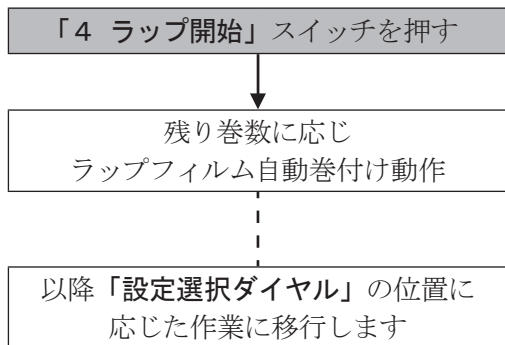 「４ ラップ開始」スイッチを押す
残り巻数に応じ
ラップフィルム自動巻付け動作
以降「設定選択ダイヤル」の位置に
応じた作業に移行します